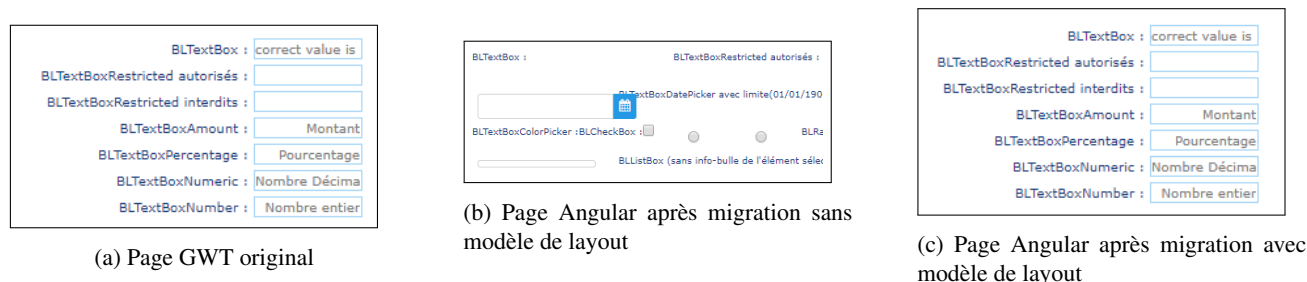 BLTextBox :
correct value is
BLTextBoxRestricted autorisés :
BLTextBoxRestricted interdits :
BLTextBoxAmount :
Montant
BLTextBoxPercentage :
Pourcentage
BLTextBoxNumeric :
Nombre Décima
BLTextBoxNumber :
Nombre entier
(a) Page GWT original
BLTextBox :
BLTextBoxRestricted autorisés :
BLTextBoxDatePicker avec limite(01/01/190
BLTextBoxColorPicker :BLCheckBox :
BLRa
BLListBox (sans info-bulle de l'élément sélec
(b) Page Angular après migration sans
modèle de layout
BLTextBox :
correct value is
BLTextBoxRestricted autorisés :
BLTextBoxRestricted interdits :
BLTextBoxAmount :
Montant
BLTextBoxPercentage :
Pourcentage
BLTextBoxNumeric :
Nombre Décima
BLTextBoxNumber :
Nombre entier
(c) Page Angular après migration avec
modèle de layout